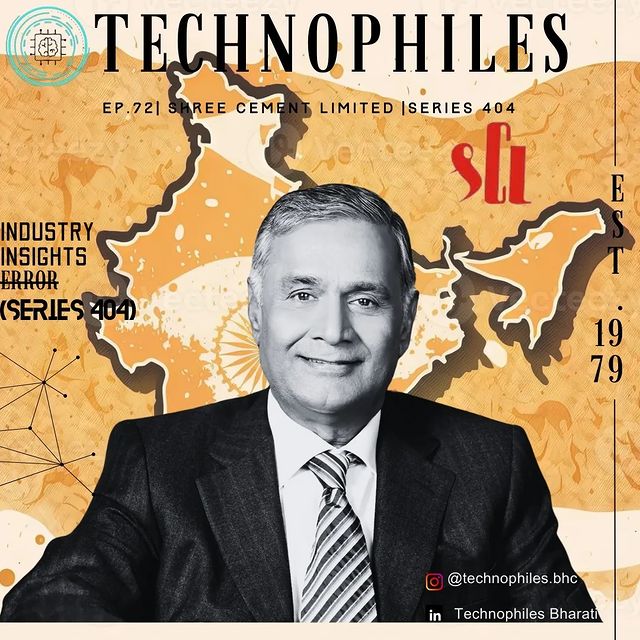 TECHNOPHILES
EP.72| SHREE CEMENT LIMITED |SERIES 404
scl
EST. 1979
INDUSTRY
INSIGHTS
ERROR
(SERIES 404)
@technophiles.bhc
in Technophiles Bharati